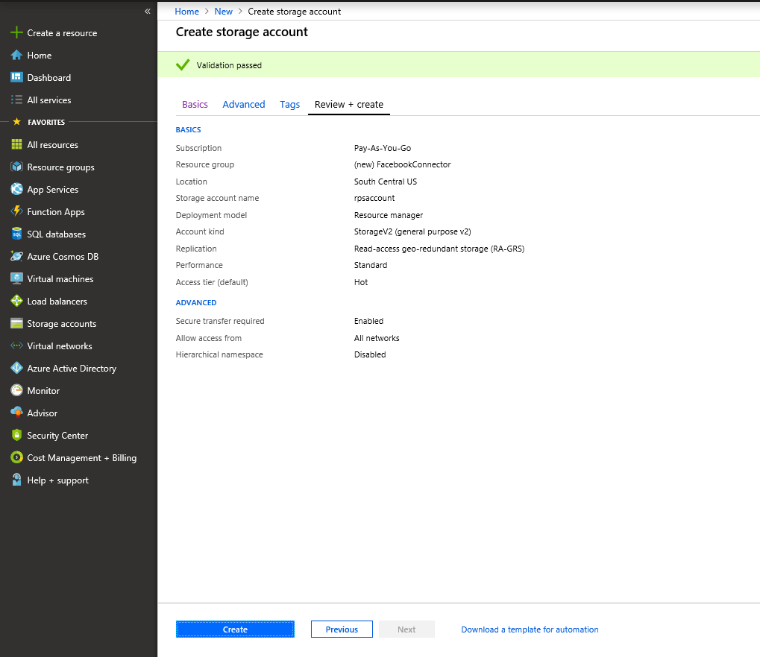 «
Create a resource
Home
Dashboard
All services
FAVORITES
All resources
Resource groups
App Services
Function Apps
SQL databases
Azure Cosmos DB
Virtual machines
Load balancers
Storage accounts
Virtual networks
Azure Active Directory
Monitor
Advisor
Security Center
Cost Management + Billing
Help + support
Home > New > Create storage account
Create storage account
Validation passed
Basics Advanced Tags Review + create
BASICS
Subscription Pay-As-You-Go
Resource group (new) FacebookConnector
Location South Central US
Storage account name rpsaccount
Deployment model Resource manager
Account kind StorageV2 (general purpose v2)
Replication Read-access geo-redundant storage (RA-GRS)
Performance Standard
Access tier (default) Hot
ADVANCED
Secure transfer required Enabled
Allow access from All networks
Hierarchical namespace Disabled
Create Previous Next Download a template for automation